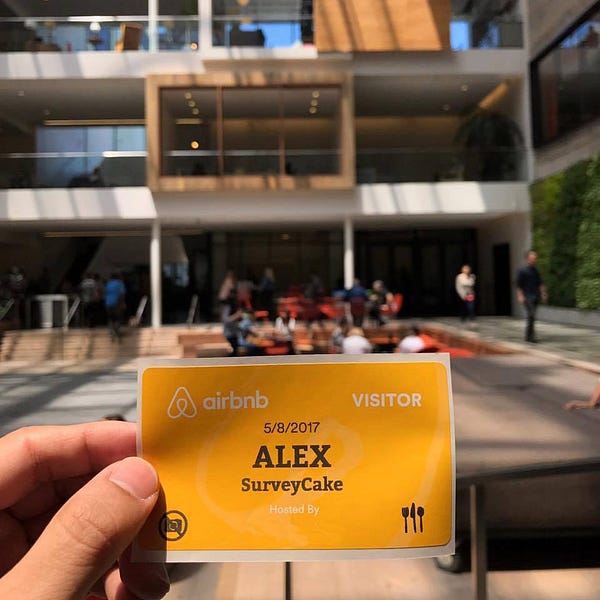 airbnb VISITOR
5/8/2017
ALEX
SurveyCake
Hosted By